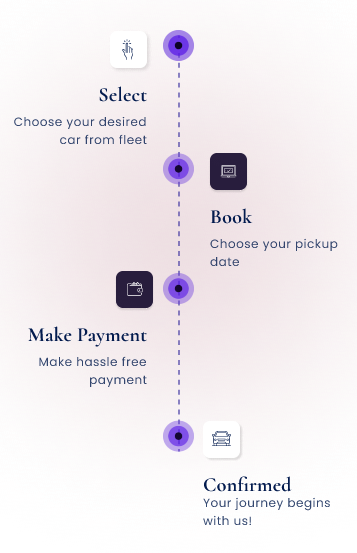 Select
Choose your desired
car from fleet
Book
Choose your pickup
date
Make Payment
Make hassle free
payment
Confirmed
Your journey begins
with us!